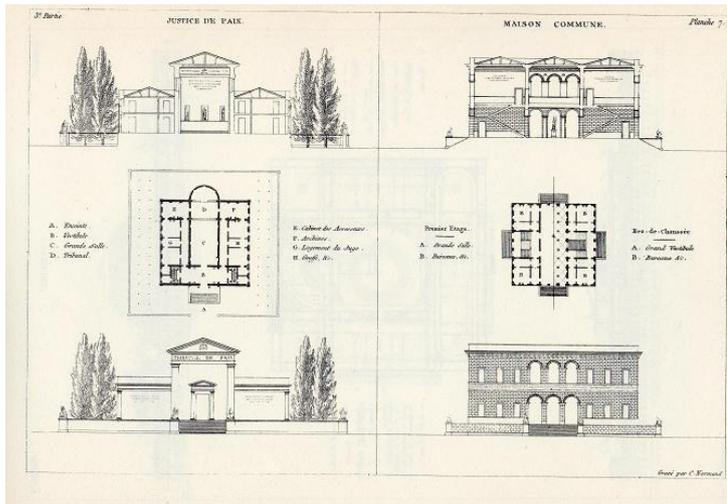 3.e Partie
JUSTICE DE PAIX.
MAISON COMMUNE.
Planche 7.
A. Enceinte.
B. Vestibule.
C. Grande Salle.
D. Tribunal.
E. Cabinet des Assesseurs.
F. Archives.
G. Logement du Juge.
H. Greffe, &c.
Premier Etage.
A. Grande Salle.
B. Bureaux, &c.
Rez-de-Chaussée
A. Grand Vestibule
B. Bureaux &c.
TRIBUNAL DE PAIX
Gravé par C. Normand